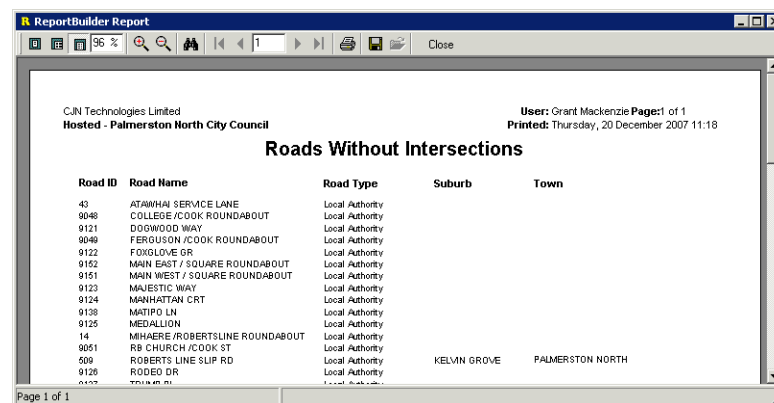 R ReportBuilder Report
96 %
1
Close
CJN Technologies Limited
User: Grant Mackenzie Page:1 of 1
Hosted - Palmerston North City Council
Printed: Thursday, 20 December 2007 11:18
Roads Without Intersections
Road ID Road Name Road Type Suburb Town
43 ATAWHAI SERVICE LANE Local Authority
9048 COLLEGE /COOK ROUNDABOUT Local Authority
9121 DOGWOOD WAY Local Authority
9049 FERGUSON /COOK ROUNDABOUT Local Authority
9122 FOXGLOVE GR Local Authority
9152 MAIN EAST / SQUARE ROUNDABOUT Local Authority
9151 MAIN WEST / SQUARE ROUNDABOUT Local Authority
9123 MAJESTIC WAY Local Authority
9124 MANHATTAN CRT Local Authority
9138 MATIPO LN Local Authority
9125 MEDALLION Local Authority
14 MIHAERE /ROBERTSLINE ROUNDABOUT Local Authority
9051 RB CHURCH /COOK ST Local Authority
509 ROBERTS LINE SLIP RD Local Authority KELVIN GROVE PALMERSTON NORTH
9126 RODEO DR Local Authority
Page 1 of 1